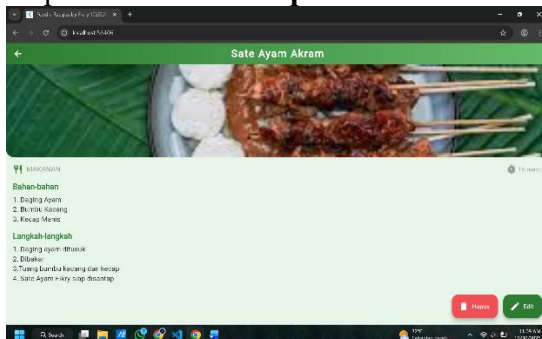 Sate Ayam Akram
MAKANAN
15 menit
Bahan-bahan
1. Daging Ayam
2. Bumbu Kacang
3. Kecap Manis
Langkah-langkah
1. Daging ayam ditusuk
2. Dibakar
3.Tuang bumbu kacang dan kecap
4. Sate Ayam Fikry siap disantap
Hapus
Edit
Search